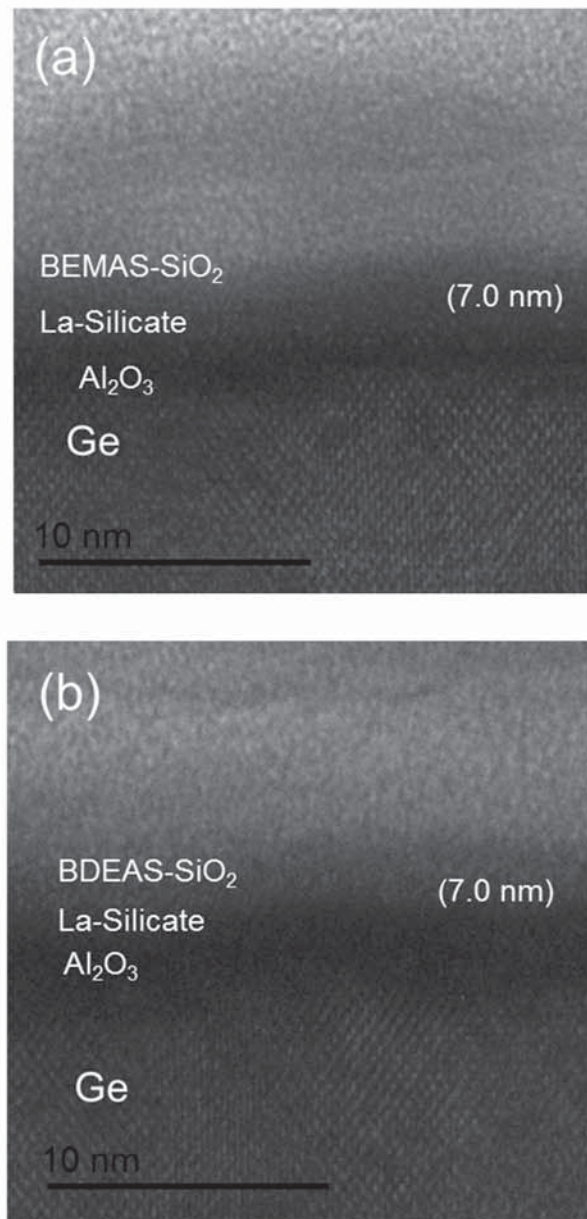 (a)
BEMAS-SiO₂
(7.0 nm)
La-Silicate
Al₂O₃
Ge
10 nm
(b)
BDEAS-SiO₂
(7.0 nm)
La-Silicate
Al₂O₃
Ge
10 nm